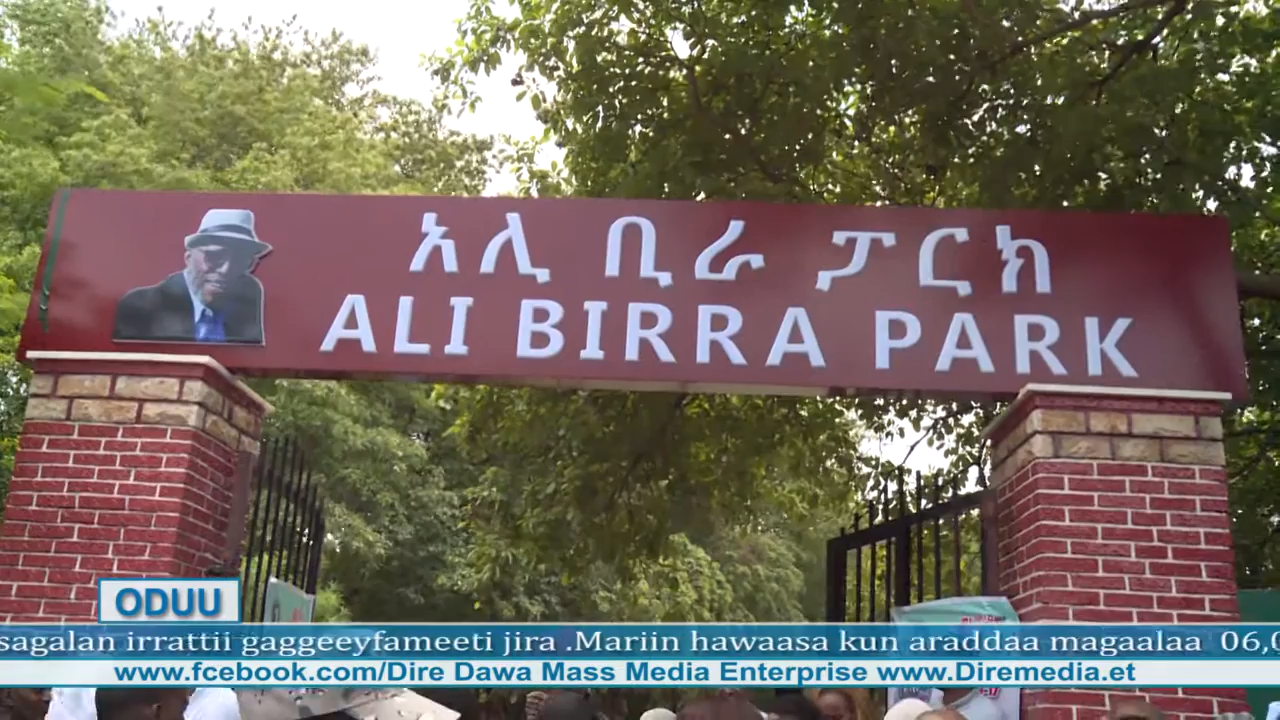 አሊ ቢራ ፓርክ
ALI BIRRA PARK
ODUU
sagalan irrattii gaggeeyfameeti jira .Mariin hawaasa kun araddaa magaalaa 06,0
www.fcebook.com/Dire Dawa Mass Media Enterprise www.Diremedia.et